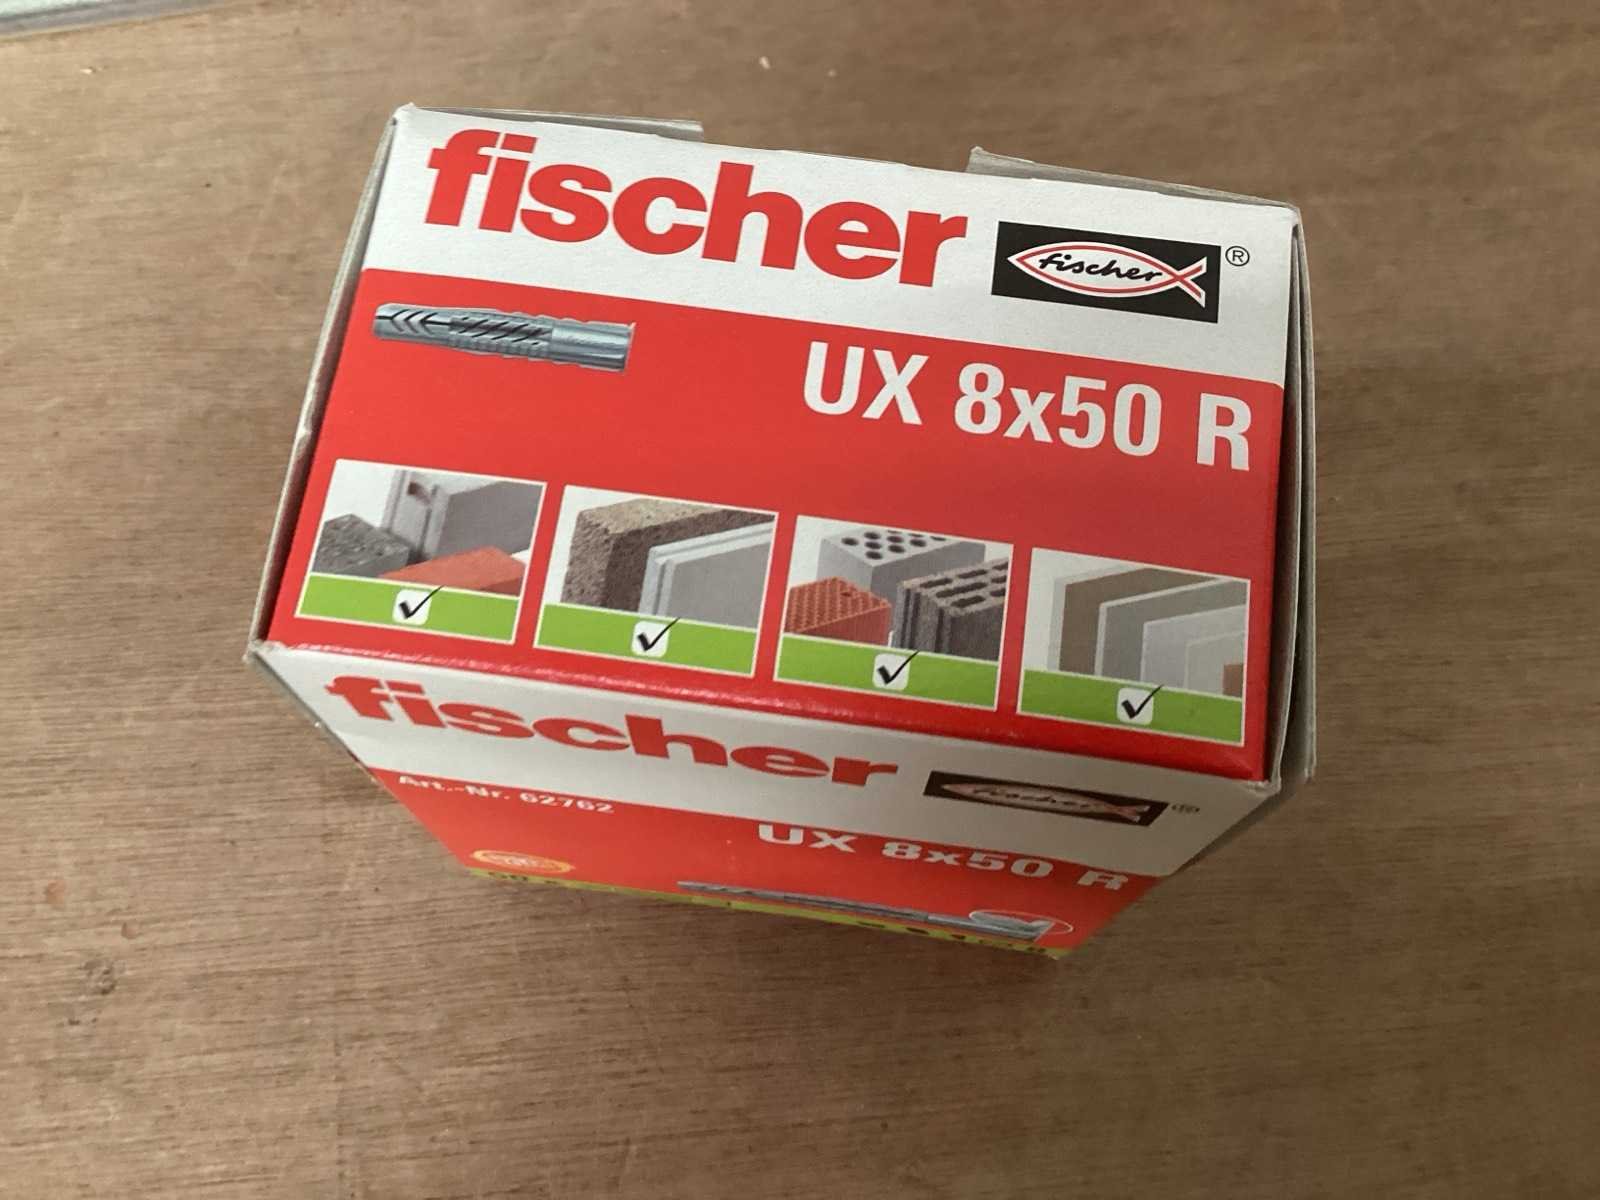 fischer
fischer ®
UX 8x50 R
fischer
fischer ®
Art.-Nr. 62762
UX 8x50 R